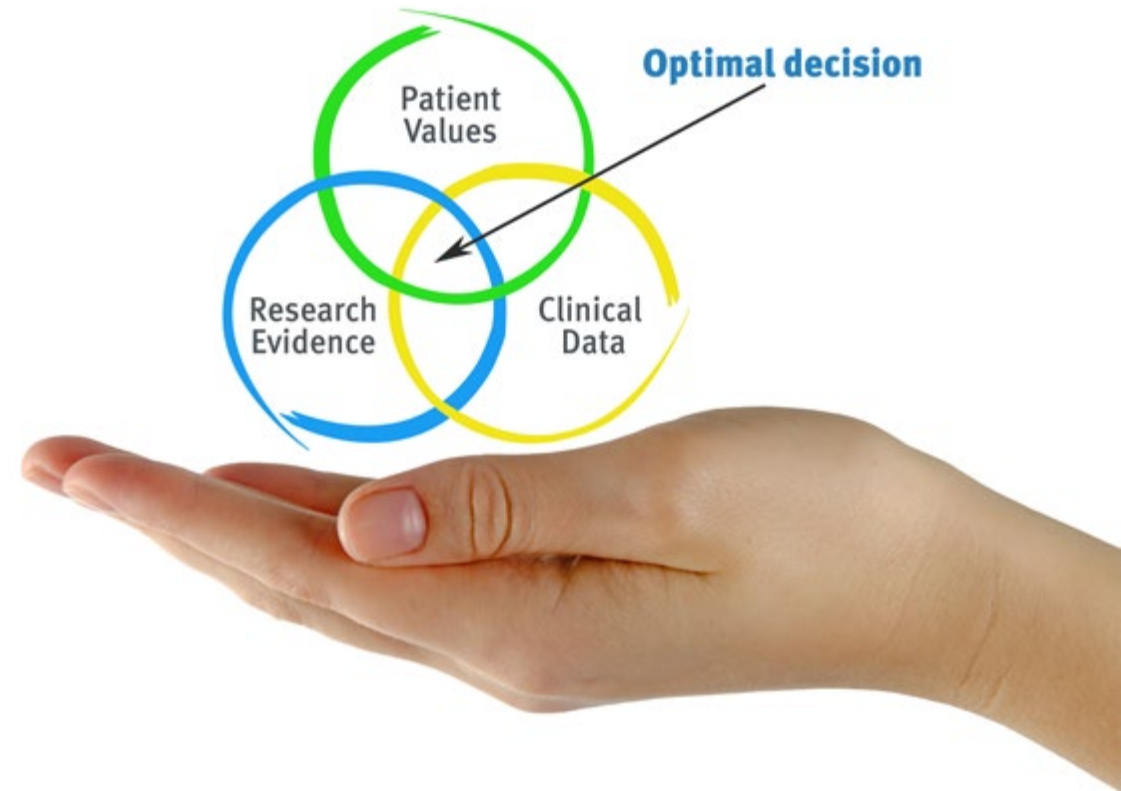 Optimal decision
Patient
Values
Research
Evidence
Clinical
Data